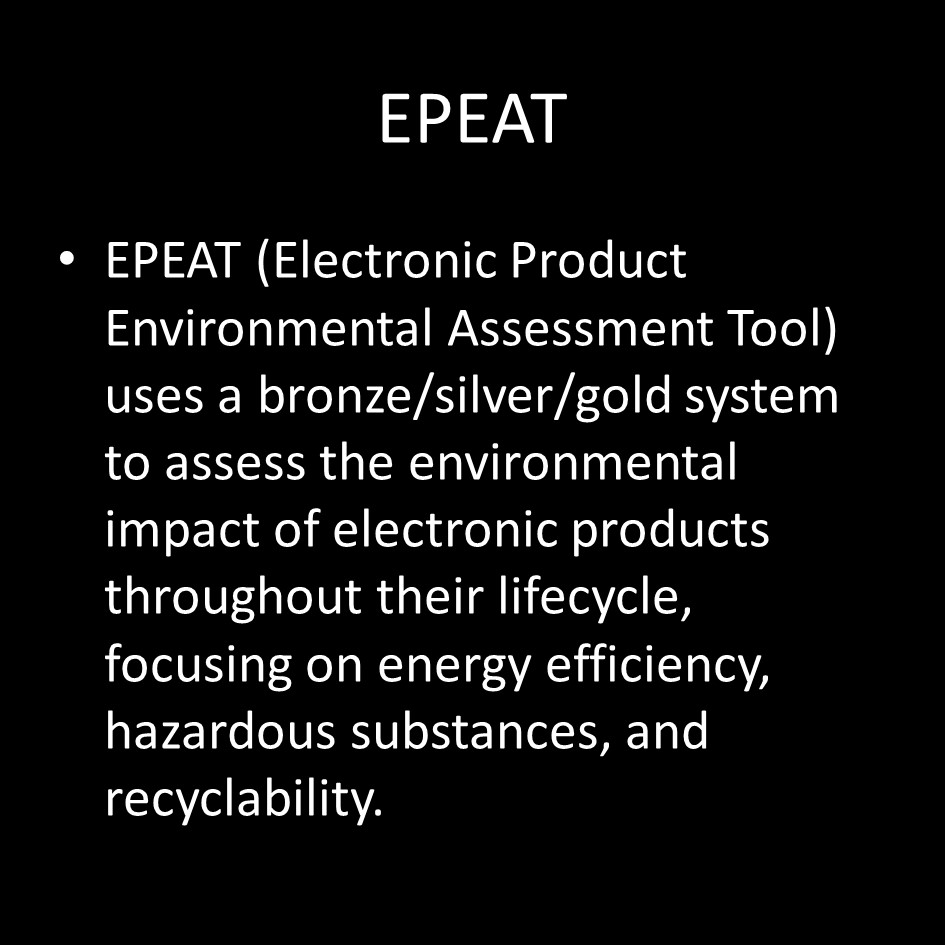 EPEAT
• EPEAT (Electronic Product
Environmental Assessment Tool)
uses a bronze/silver/gold system
to assess the environmental
impact of electronic products
throughout their lifecycle,
focusing on energy efficiency,
hazardous substances, and
recyclability.